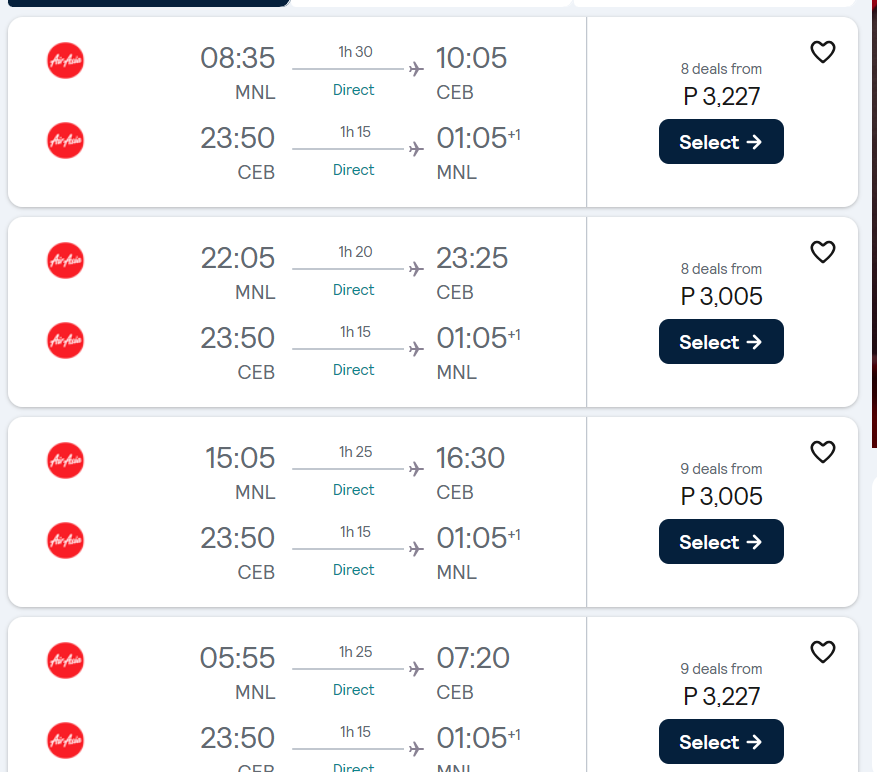 AirAsia 08:35 1h 30 10:05 8 deals from
MNL Direct CEB P 3,227
AirAsia 23:50 1h 15 01:05+1 Select →
CEB Direct MNL
AirAsia 22:05 1h 20 23:25 8 deals from
MNL Direct CEB P 3,005
AirAsia 23:50 1h 15 01:05+1 Select →
CEB Direct MNL
AirAsia 15:05 1h 25 16:30 9 deals from
MNL Direct CEB P 3,005
AirAsia 23:50 1h 15 01:05+1 Select →
CEB Direct MNL
AirAsia 05:55 1h 25 07:20 9 deals from
MNL Direct CEB P 3,227
AirAsia 23:50 1h 15 01:05+1 Select →
CEB Direct MNL